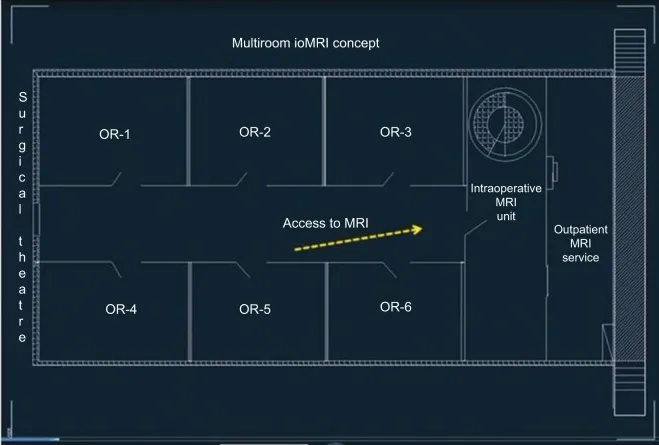 Multiroom ioMRI concept
Surgical theatre
OR-1
OR-2
OR-3
Intraoperative
MRI
unit
Access to MRI
Outpatient
MRI
service
OR-4
OR-5
OR-6